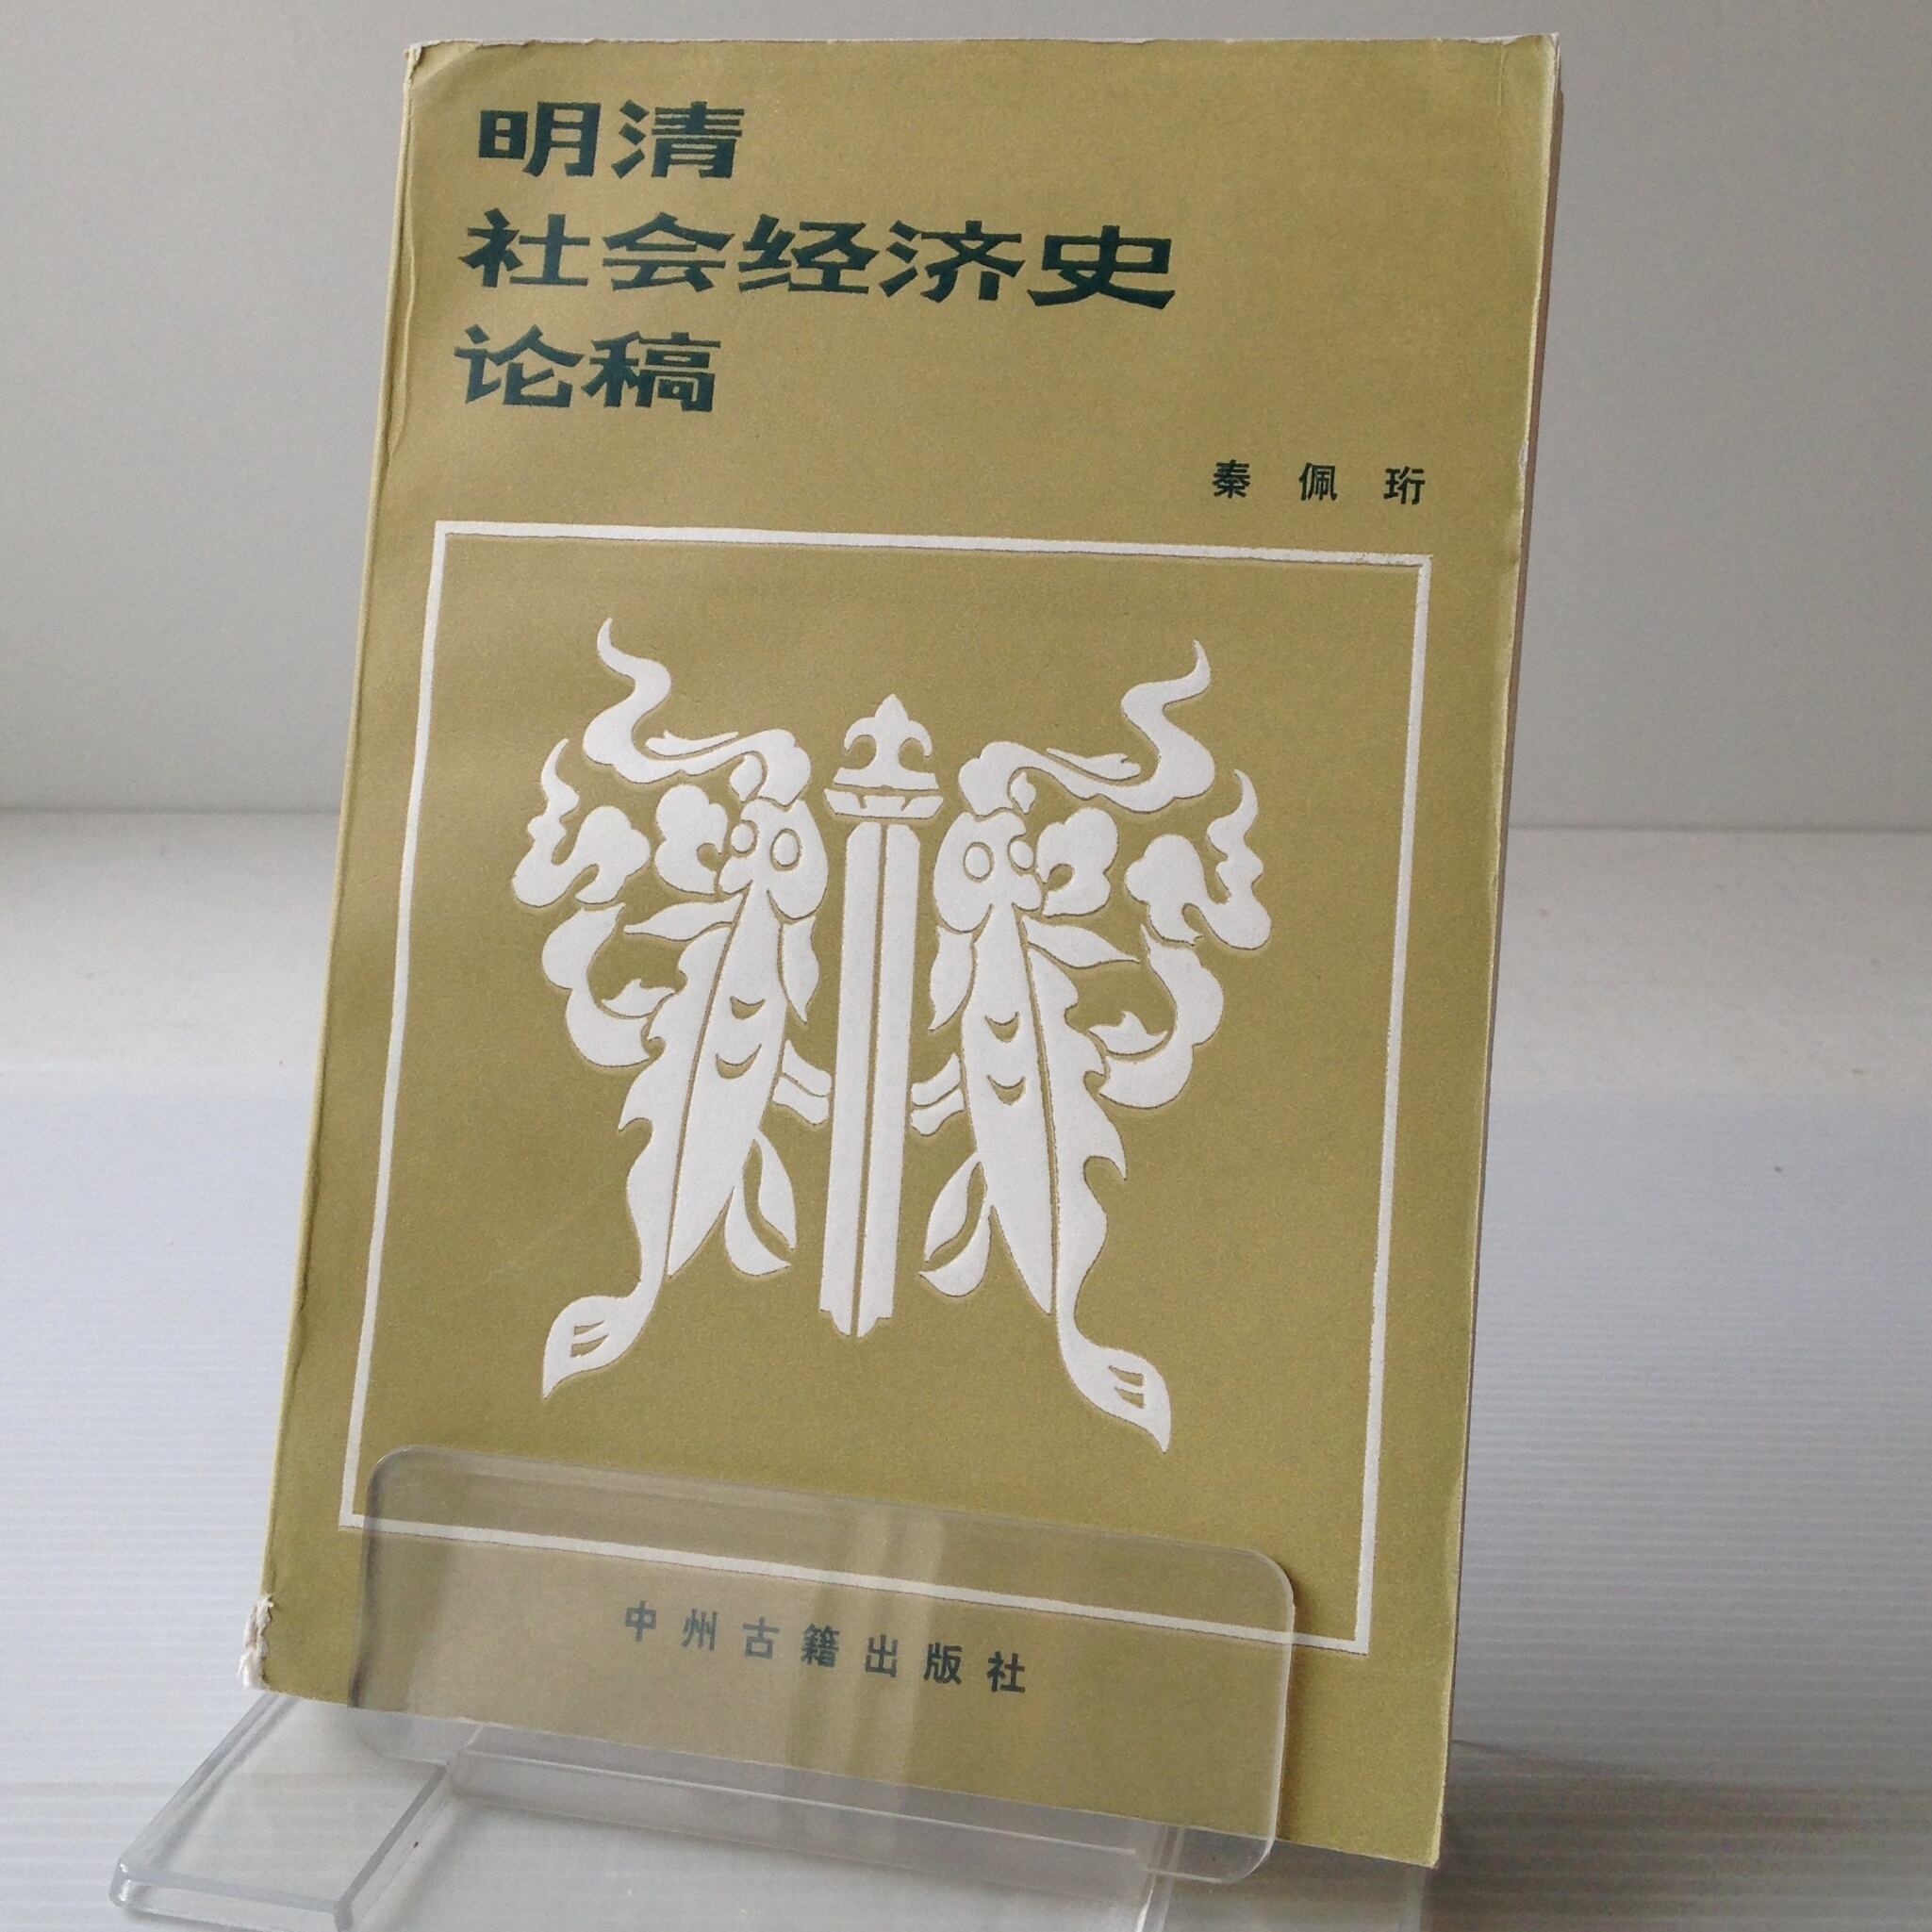 明清
社会经济史
论稿
秦佩珩
中州古籍出版社